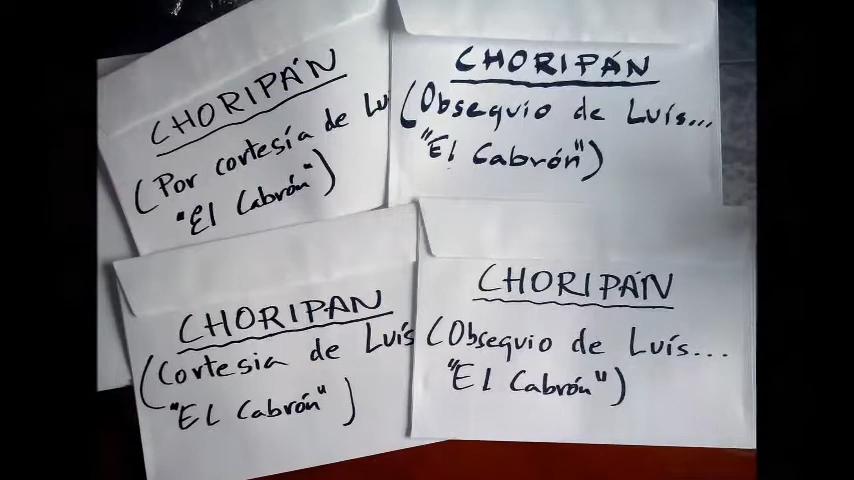 CHORIPÁN
(Por cortesía de Lu
"El Cabrón")
CHORIPÁN
(Obsequio de Luís...
"El Cabrón")
CHORIPAN
(Cortesia de Luís
"EL Cabrón")
CHORIPÁN
(Obsequio de Luís...
"El Cabrón")